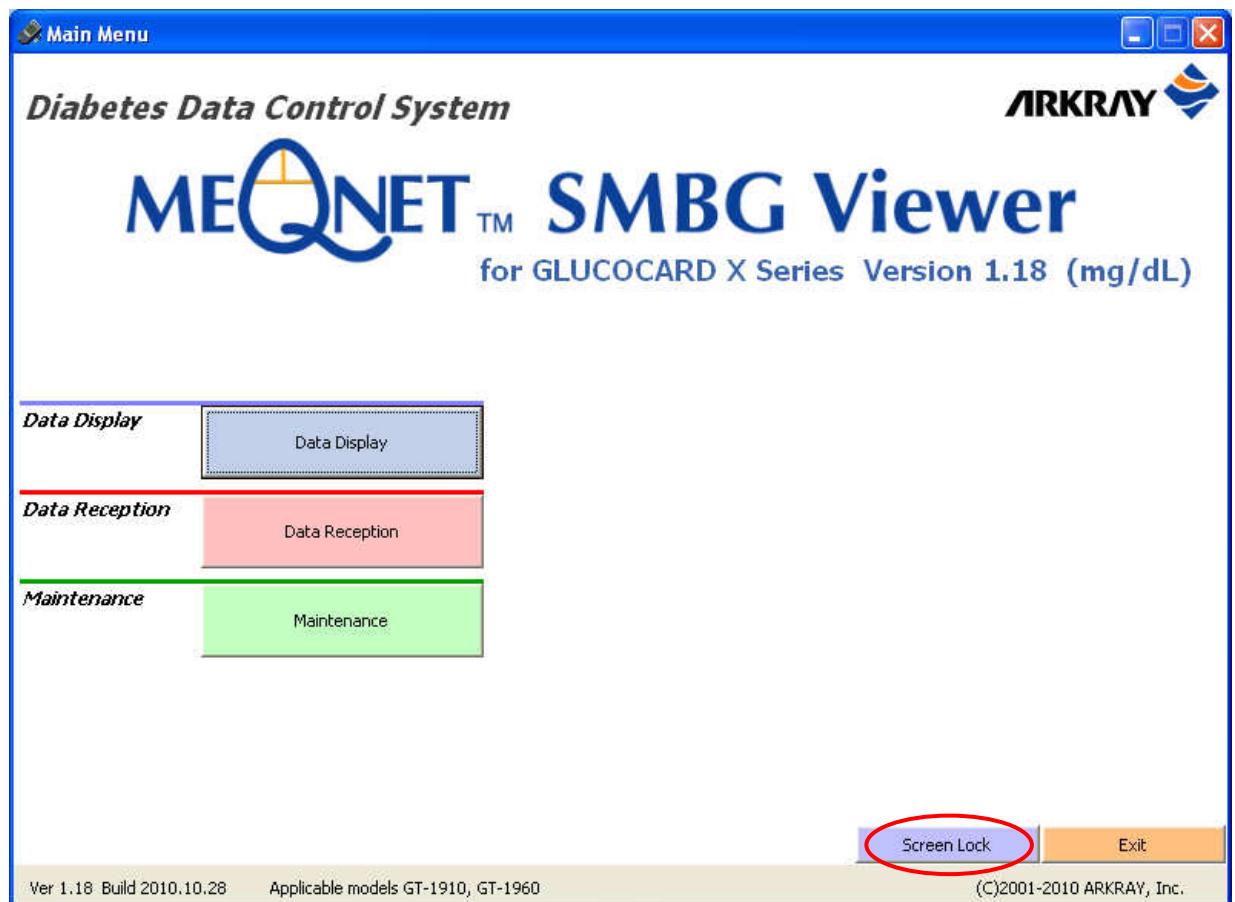 Main Menu
Diabetes Data Control System
ARKRAY
MEQNET TM SMBG Viewer
for GLUCOCARD X Series Version 1.18 (mg/dL)
Data Display
Data Display
Data Reception
Data Reception
Maintenance
Maintenance
Screen Lock Exit
Ver 1.18 Build 2010.10.28 Applicable models GT-1910, GT-1960 (C)2001-2010 ARKRAY, Inc.